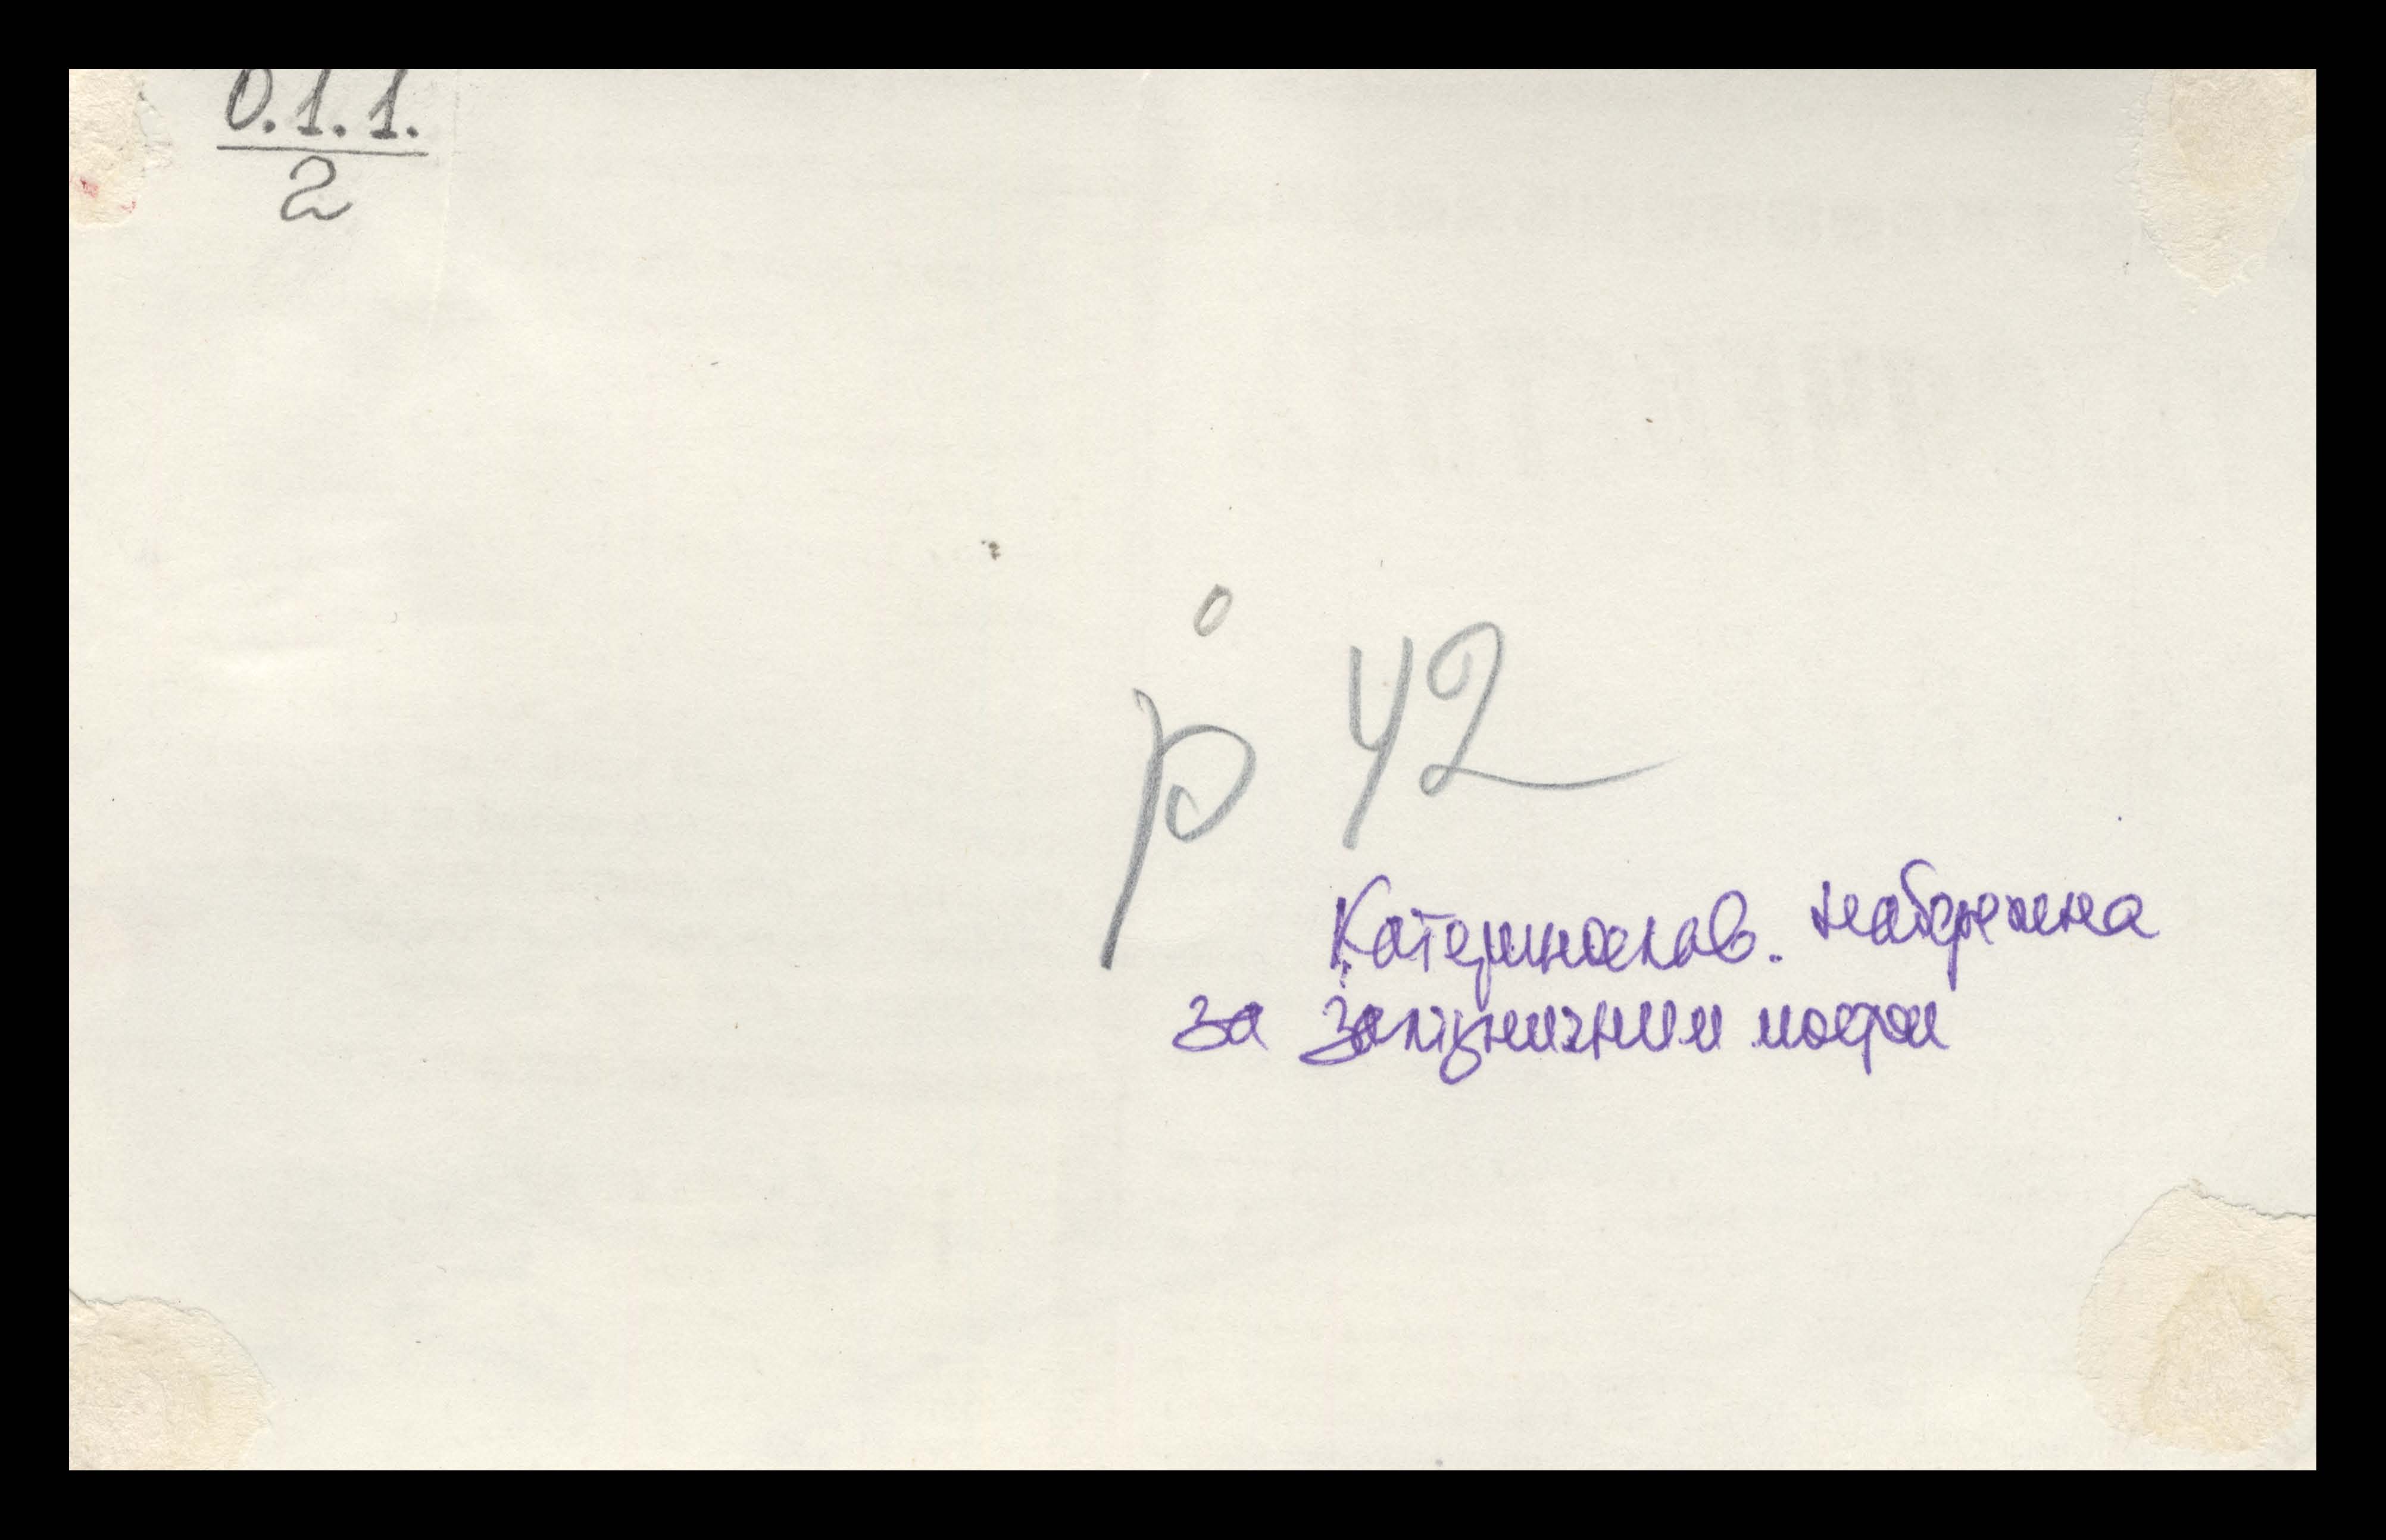 0.1.1.
2
р 42
Катеринослав. набережна
за залізничним мостом